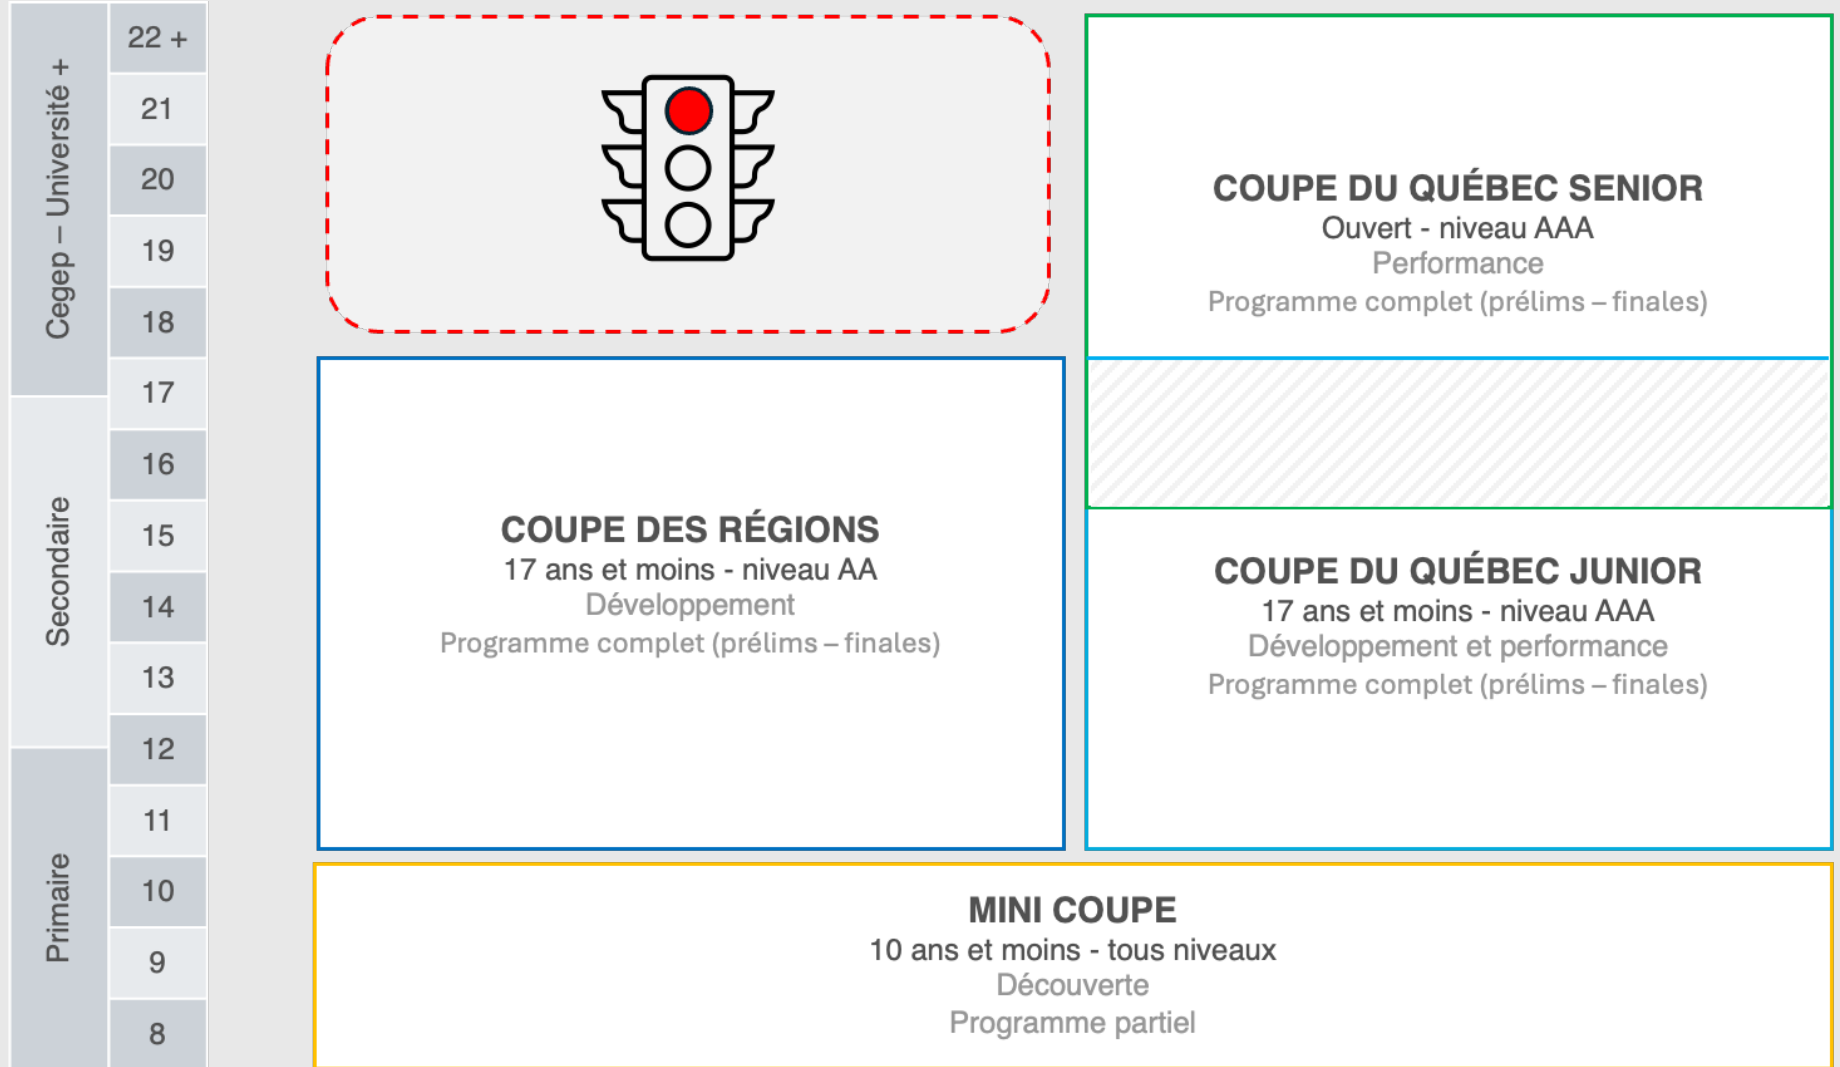 Cegep – Université +
Secondaire
Primaire
22 +
21
20
19
18
17
16
15
14
13
12
11
10
9
8
COUPE DU QUÉBEC SENIOR
Ouvert - niveau AAA
Performance
Programme complet (prélims – finales)
COUPE DES RÉGIONS
17 ans et moins - niveau AA
Développement
Programme complet (prélims – finales)
COUPE DU QUÉBEC JUNIOR
17 ans et moins - niveau AAA
Développement et performance
Programme complet (prélims – finales)
MINI COUPE
10 ans et moins - tous niveaux
Découverte
Programme partiel